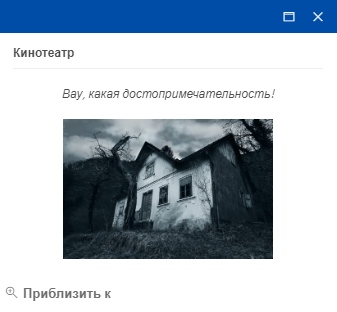 Кинотеатр
Вау, какая достопримечательность!
Приблизить к